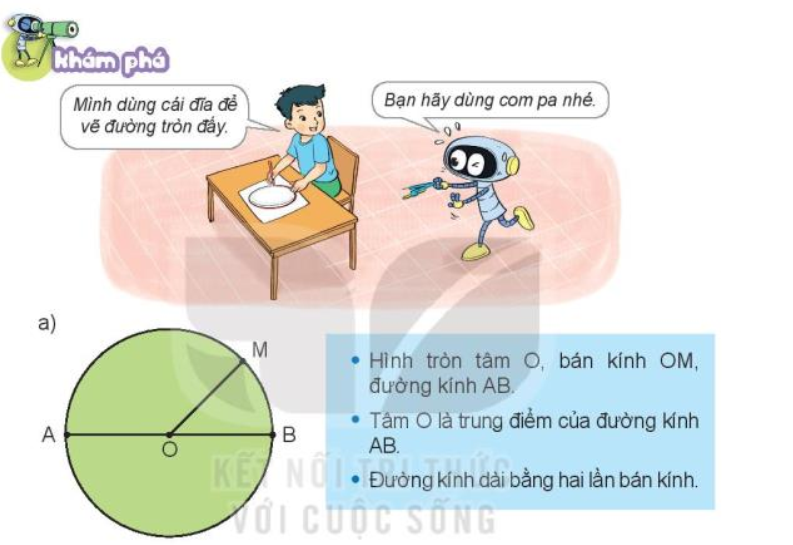 khám phá
Mình dùng cái đĩa để
vẽ đường tròn đấy.
Bạn hãy dùng com pa nhé.
a)
M
A
B
O
• Hình tròn tâm O, bán kính OM,
đường kính AB.
• Tâm O là trung điểm của đường kính
AB.
• Đường kính dài bằng hai lần bán kính.
KẾT NỐI TRI THỨC
VỚI CUỘC SỐNG